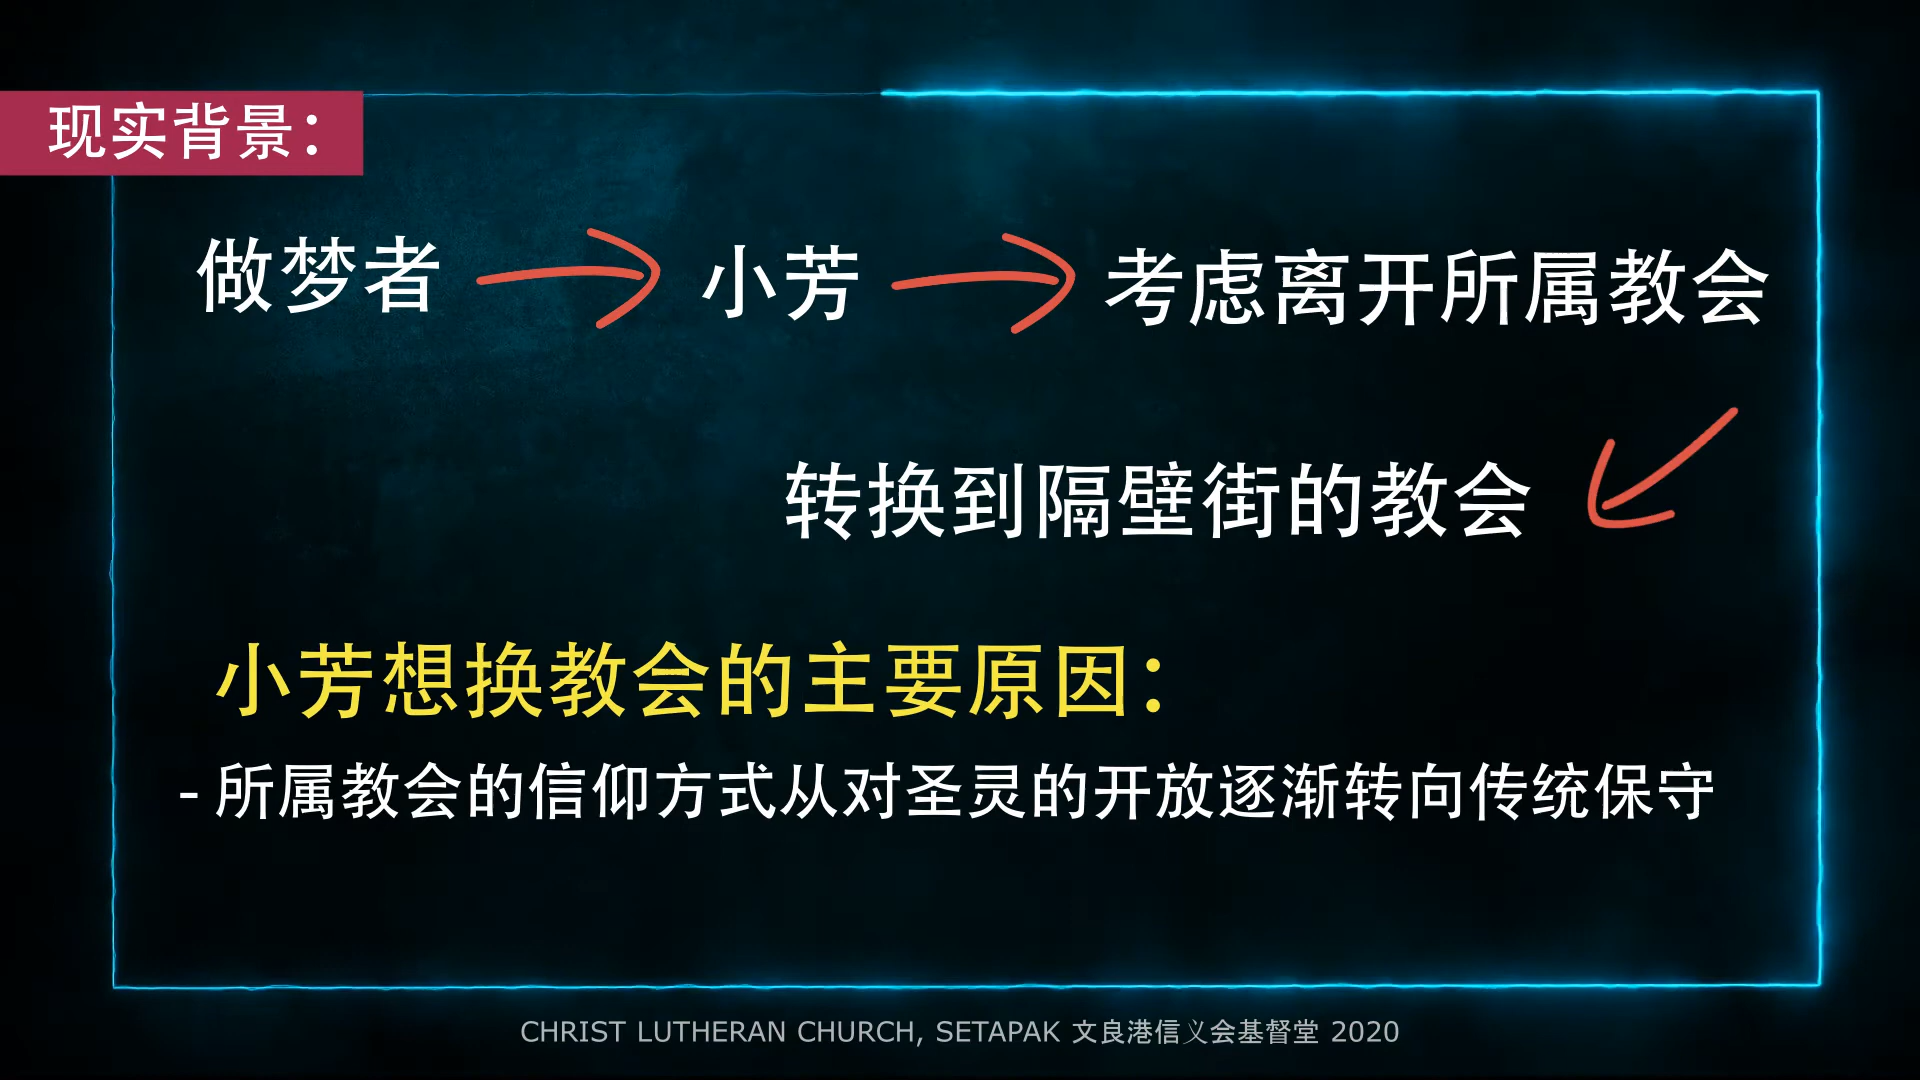 现实背景：
做梦者 小芳 考虑离开所属教会
转换到隔壁街的教会
小芳想换教会的主要原因：
- 所属教会的信仰方式从对圣灵的开放逐渐转向传统保守
CHRIST LUTHERAN CHURCH, SETAPAK 文良港信义会基督堂 2020